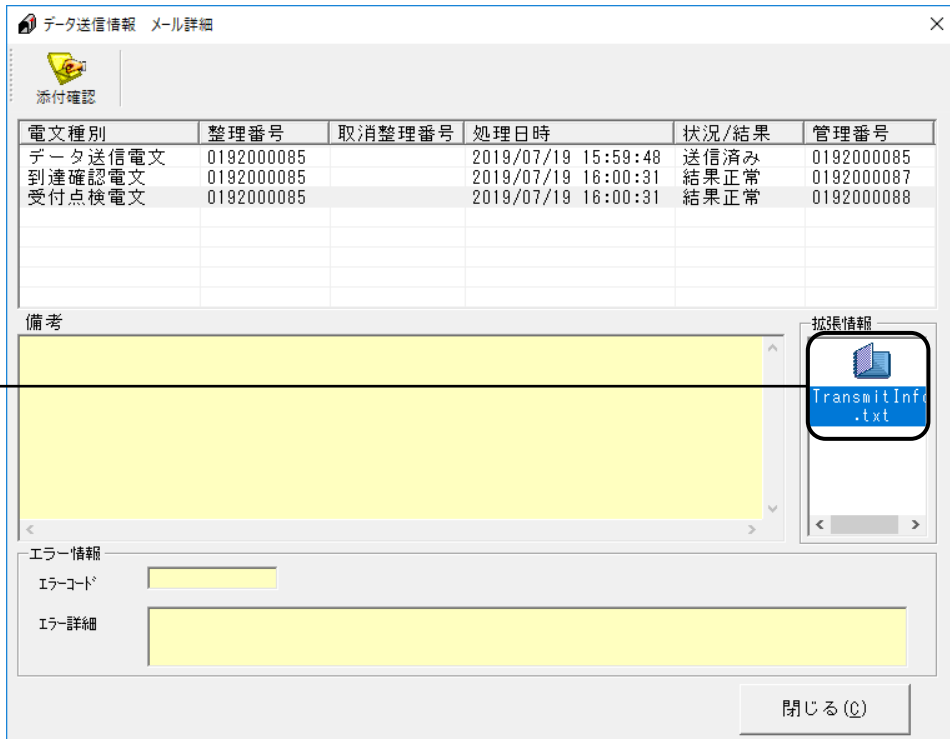 データ送信情報 メール詳細
添付確認
電文種別 整理番号 取消整理番号 処理日時 状況/結果 管理番号
データ送信電文 0192000085 2019/07/19 15:59:48 送信済み 0192000085
到達確認電文 0192000085 2019/07/19 16:00:31 結果正常 0192000087
受付点検電文 0192000085 2019/07/19 16:00:31 結果正常 0192000088
備考
拡張情報
TransmitInfo
.txt
エラー情報
エラーコード
エラー詳細
閉じる(C)